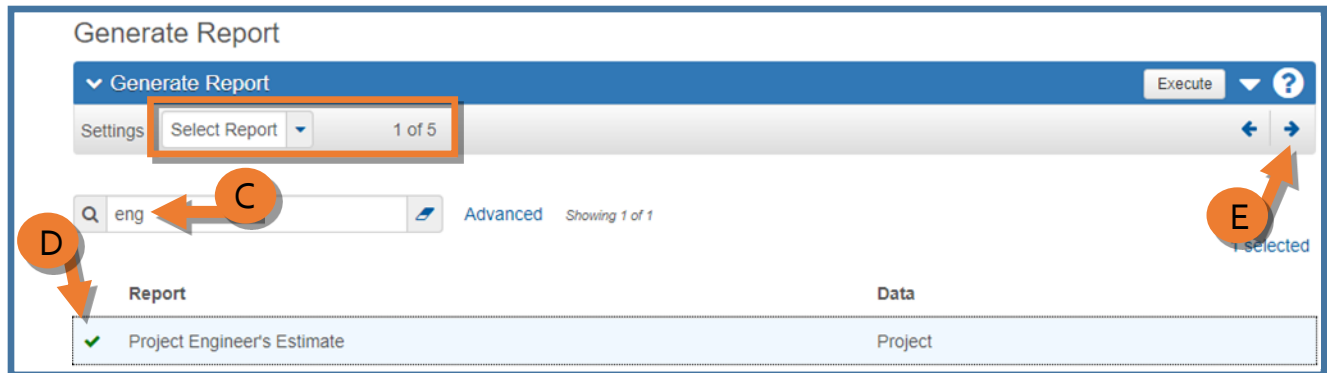 Generate Report
Generate Report Execute ?
Settings Select Report 1 of 5
C
eng Advanced Showing 1 of 1
E
D
1 selected
Report Data
Project Engineer's Estimate Project